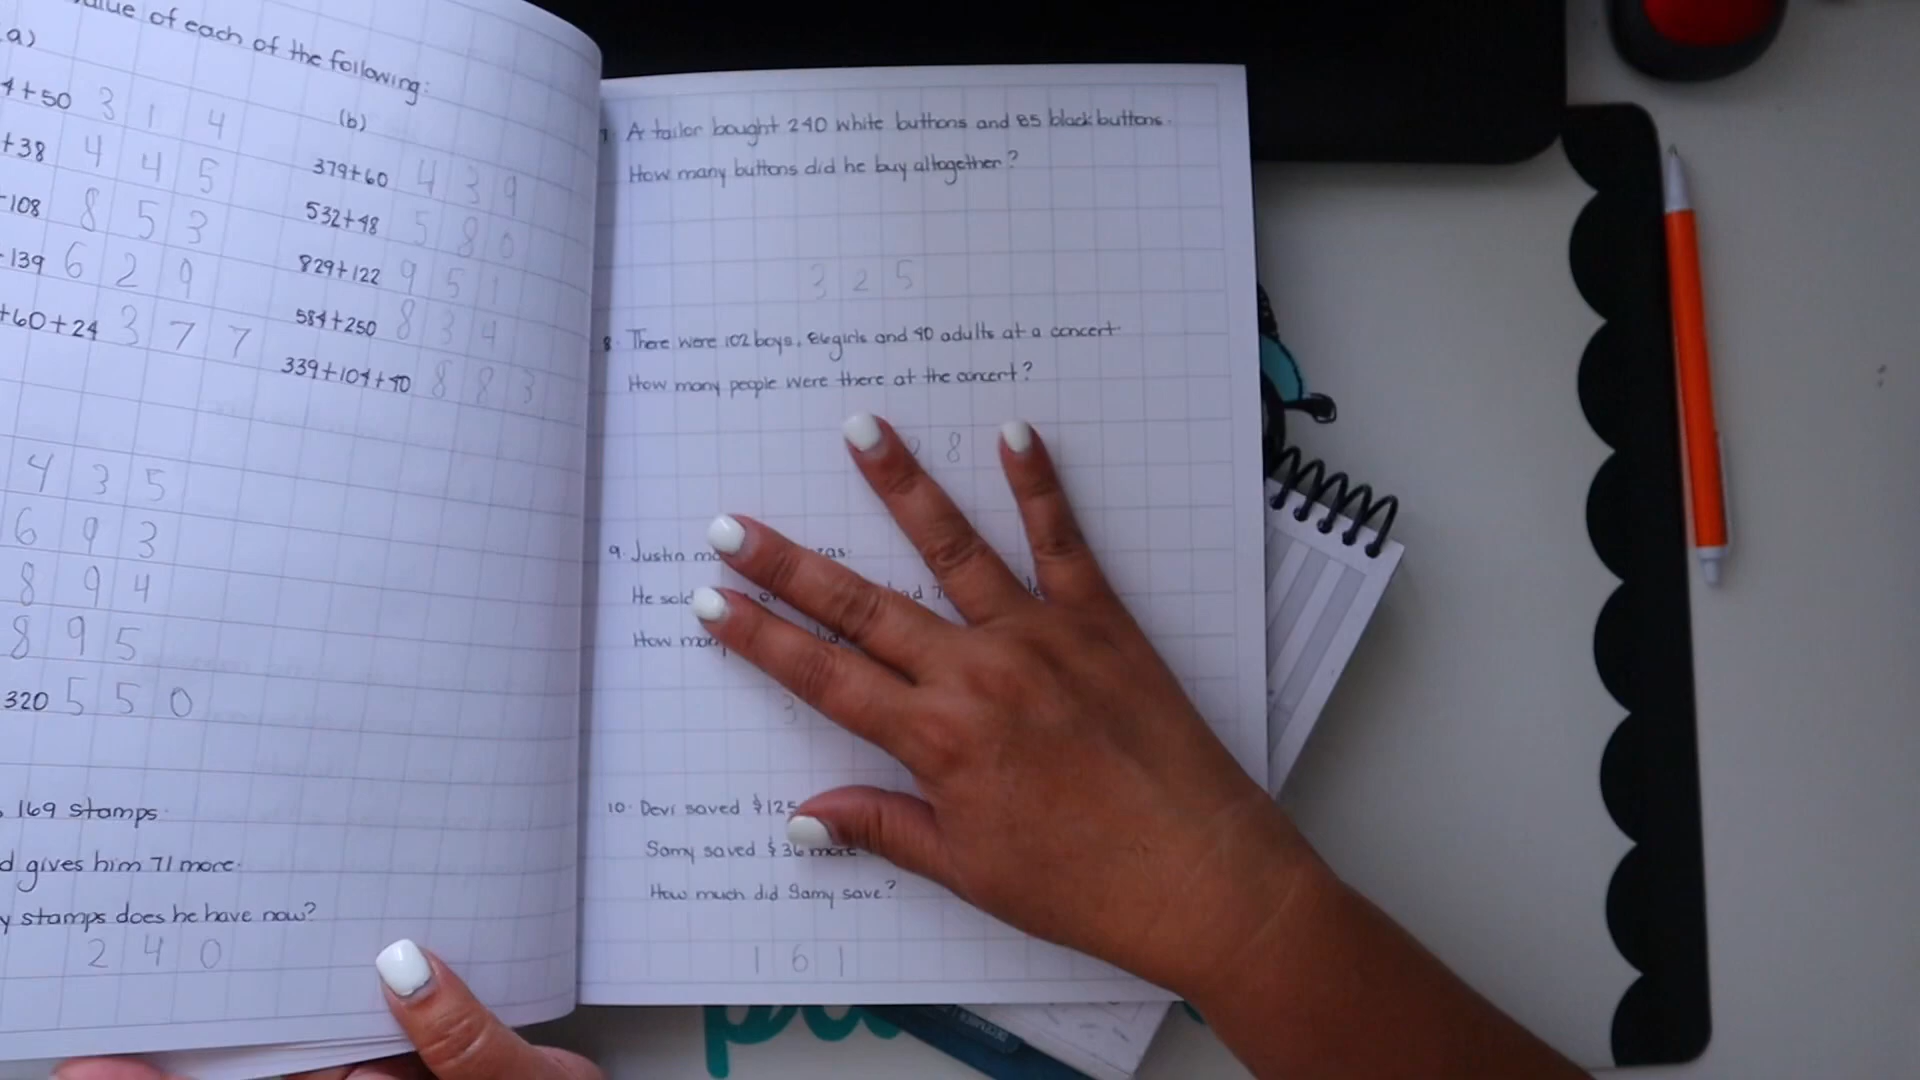 of each of the following:
a)
4+50 3 1 4
+38 4 4 5
108 8 5 3
139 6 2 9
+60+24 3 7 7
(b)
379+60 4 3 9
532+48 5 8 0
829+122 9 5 1
584+250 8 3 4
339+104+40 8 8 3
4 3 5
6 9 3
8 9 4
8 9 5
320 5 5 0
169 stamps.
gives him 71 more.
stamps does he have now?
2 4 0
7. A tailor bought 240 white buttons and 85 black buttons.
How many buttons did he buy altogether?
3 2 5
8. There were 102 boys, 86 girls and 40 adults at a concert.
How many people were there at the concert?
8
9. Justin
He sold
How
3
10. Devi saved $125
Samy saved $36 more
How much did Samy save?
1 6 1